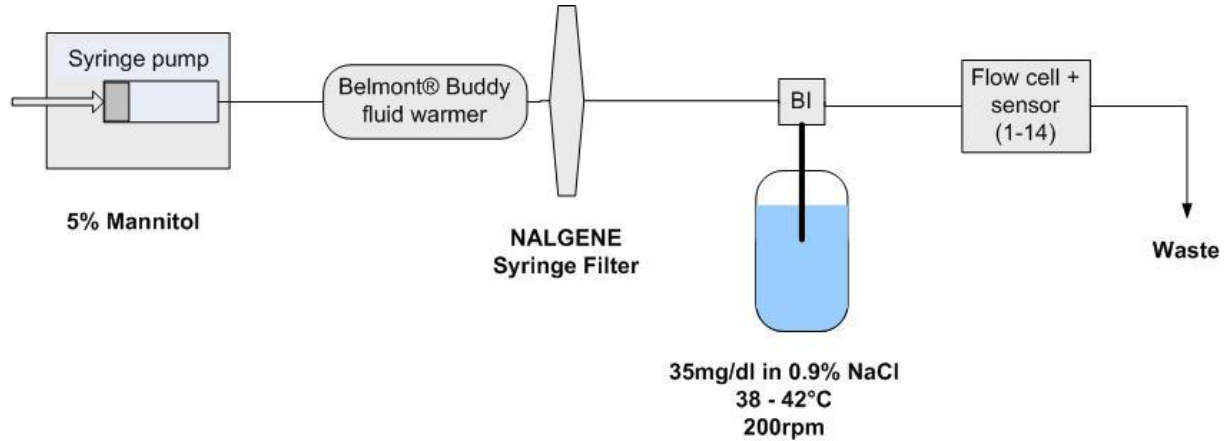 Syringe pump
5% Mannitol
Belmont® Buddy
fluid warmer
NALGENE
Syringe Filter
BI
35mg/dl in 0.9% NaCl
38 - 42°C
200rpm
Flow cell +
sensor
(1-14)
Waste